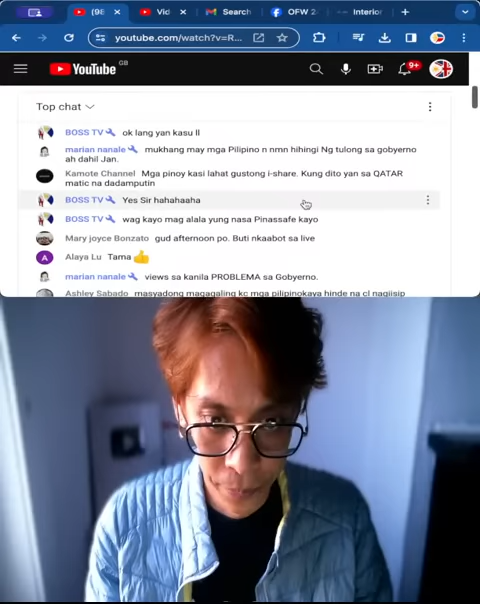 (9
Vid
Search
OFW 2
Interior
youtube.com/watch?v=R...
YouTube GB
9+
Top chat
BOSS TV ok lang yan kasu ll
marian nanale mukhang may mga Pilipino n nmn hihingi Ng tulong sa gobyerno
ah dahil Jan.
Kamote Channel Mga pinoy kasi lahat gustong i-share. Kung dito yan sa QATAR
matic na dadamputin
BOSS TV Yes Sir hahahaaha
BOSS TV wag kayo mag alala yung nasa Pinassafe kayo
Mary joyce Bonzato gud afternoon po. Buti nkaabot sa live
A Alaya Lu Tama👍
marian nanale views sa kanila PROBLEMA sa Gobyerno.
Ashley Sabado masyadong magagaling kc mga pilipinokaya hinde na cl nagiisip